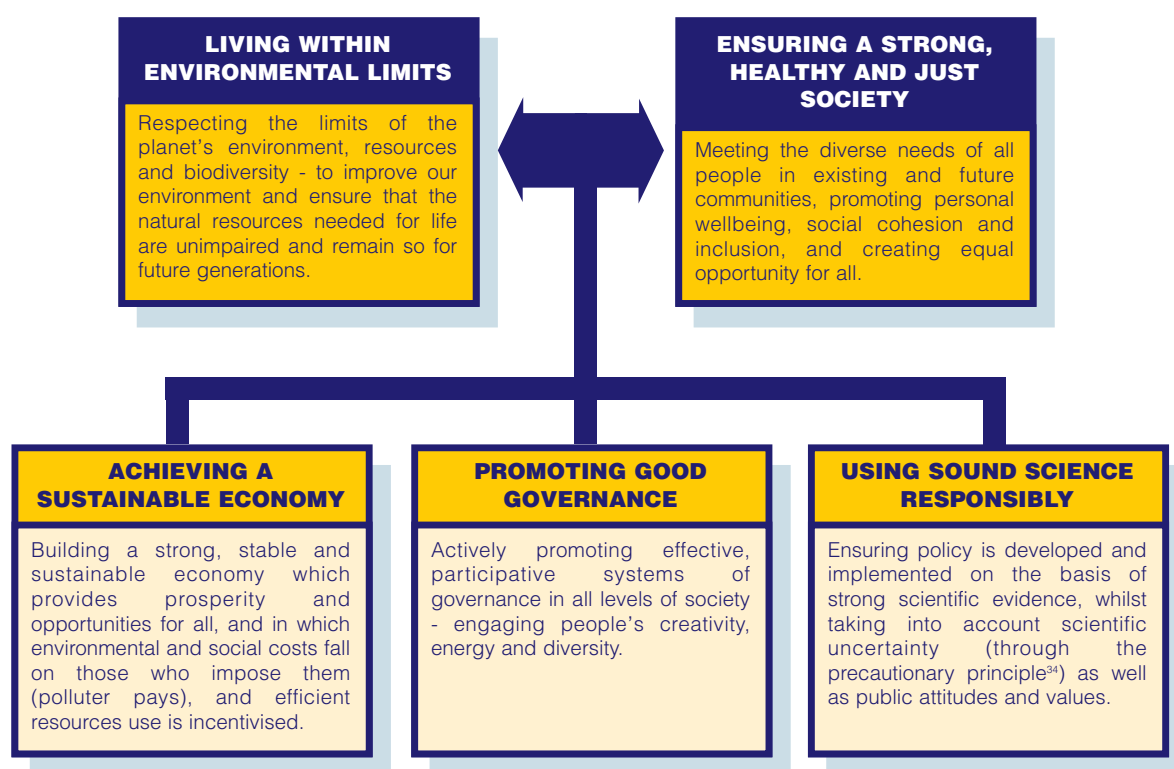 LIVING WITHIN
ENVIRONMENTAL LIMITS
Respecting the limits of the
planet's environment, resources
and biodiversity - to improve our
environment and ensure that the
natural resources needed for life
are unimpaired and remain so for
future generations.
ENSURING A STRONG,
HEALTHY AND JUST
SOCIETY
Meeting the diverse needs of all
people in existing and future
communities, promoting personal
wellbeing, social cohesion and
inclusion, and creating equal
opportunity for all.
ACHIEVING A
SUSTAINABLE ECONOMY
Building a strong, stable and
sustainable economy which
provides prosperity and
opportunities for all, and in which
environmental and social costs fall
on those who impose them
(polluter pays), and efficient
resources use is incentivised.
PROMOTING GOOD
GOVERNANCE
Actively promoting effective,
participative systems of
governance in all levels of society
- engaging people's creativity,
energy and diversity.
USING SOUND SCIENCE
RESPONSIBLY
Ensuring policy is developed and
implemented on the basis of
strong scientific evidence, whilst
taking into account scientific
uncertainty (through the
precautionary principle³⁴) as well
as public attitudes and values.